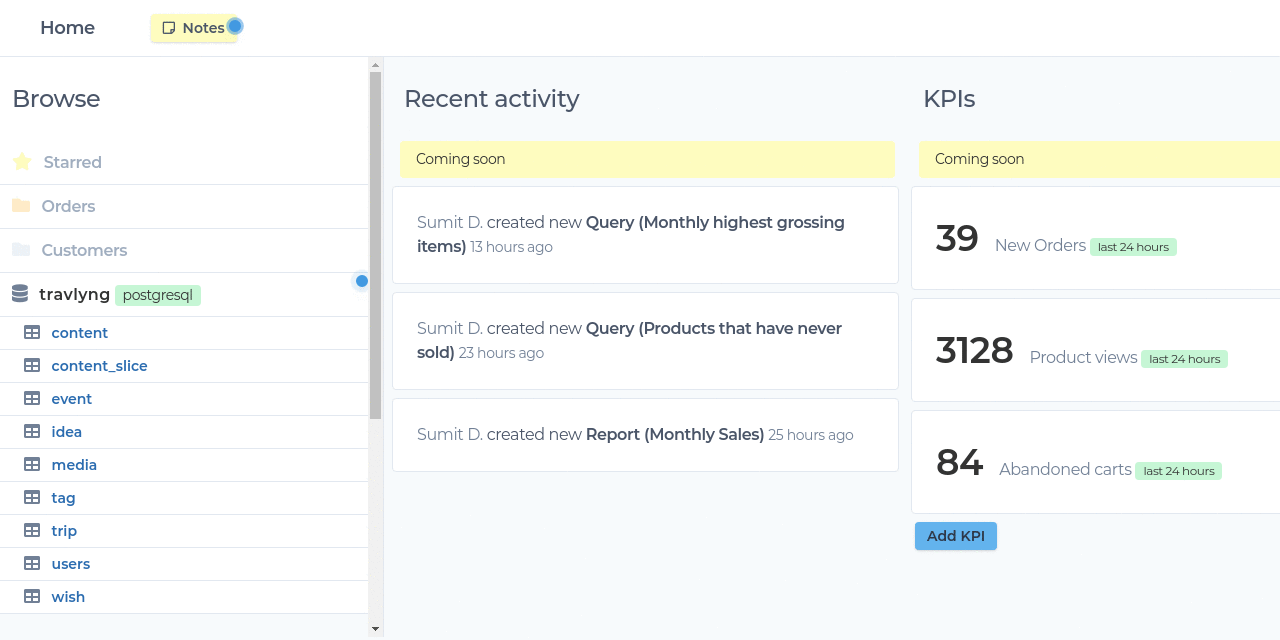 Home
Notes
Browse
Starred
Orders
Customers
travlyng postgresql
content
content_slice
event
idea
media
tag
trip
users
wish
Recent activity
Coming soon
Sumit D. created new Query (Monthly highest grossing
items) 13 hours ago
Sumit D. created new Query (Products that have never
sold) 23 hours ago
Sumit D. created new Report (Monthly Sales) 25 hours ago
KPIs
Coming soon
39 New Orders last 24 hours
3128 Product views last 24 hours
84 Abandoned carts last 24 hours
Add KPI